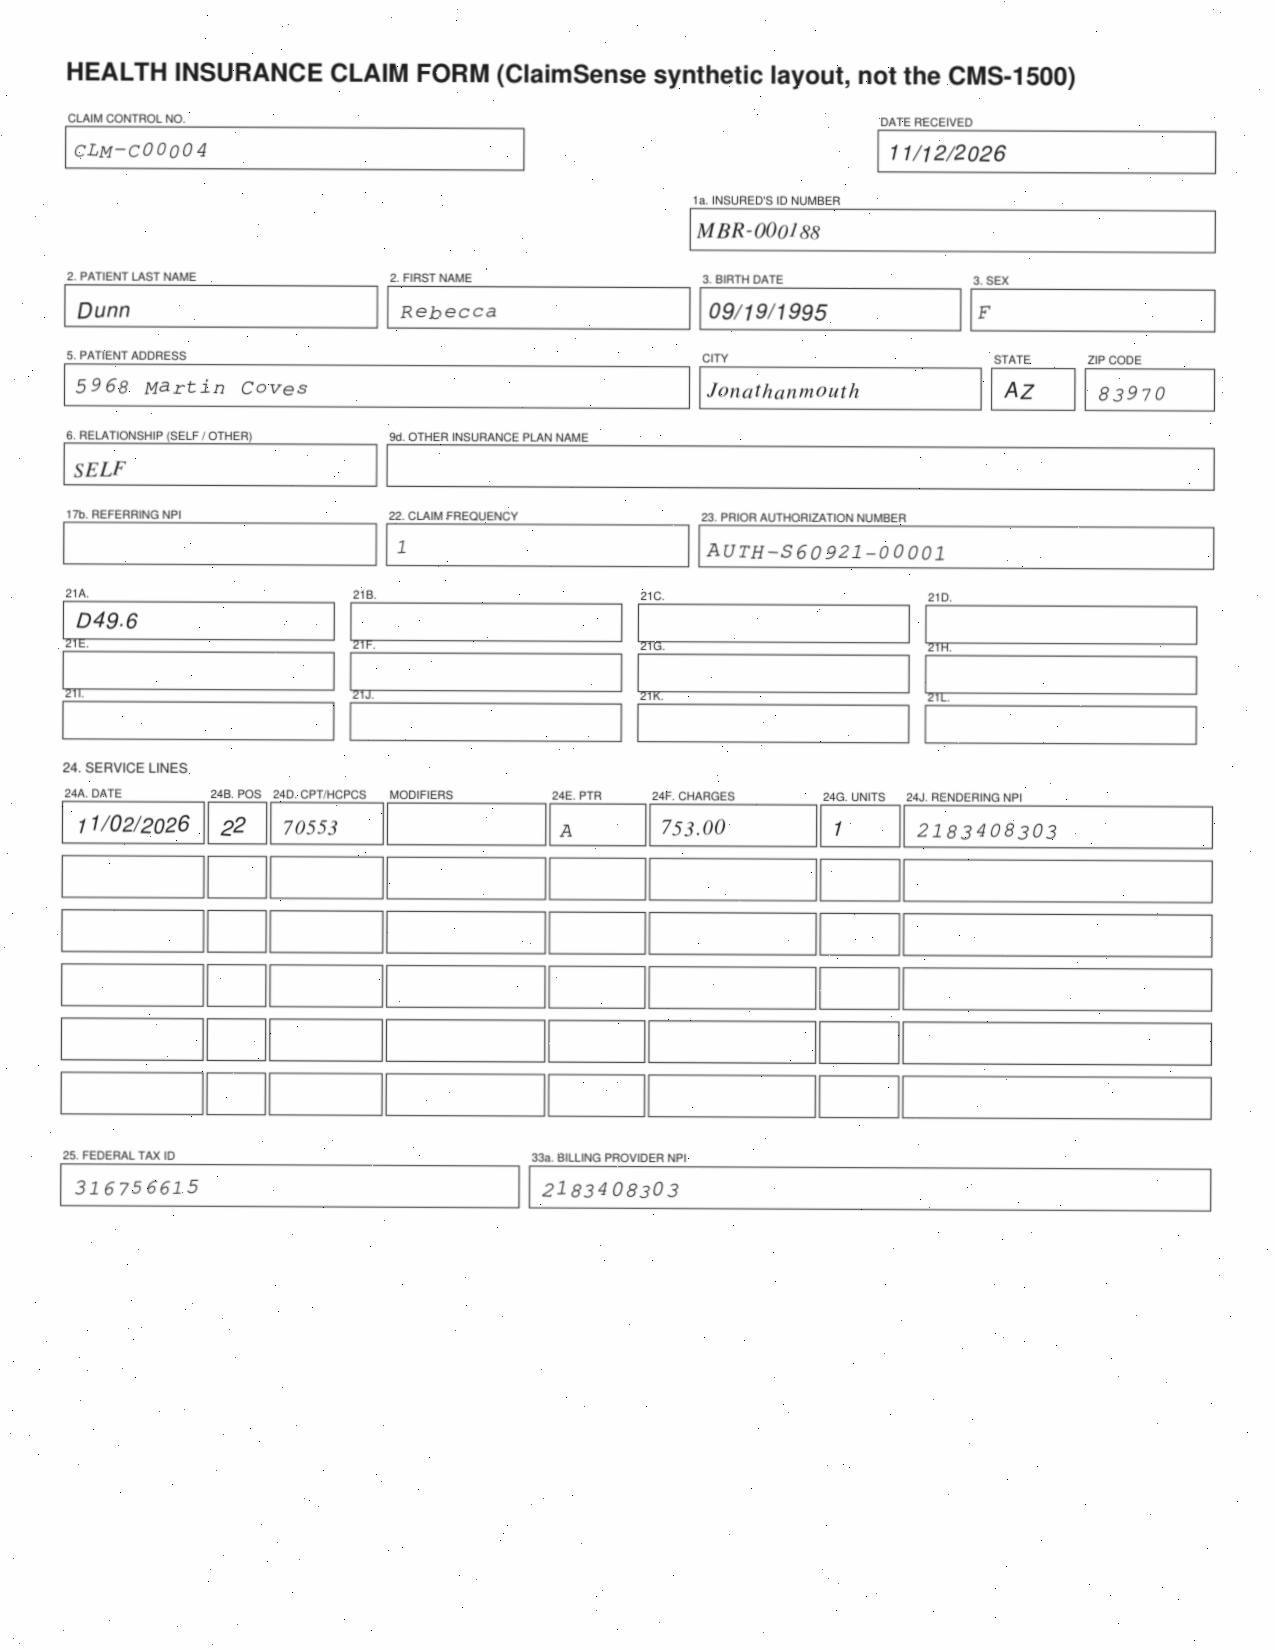 HEALTH INSURANCE CLAIM FORM (ClaimSense synthetic layout, not the CMS-1500)
CLAIM CONTROL NO. DATE RECEIVED
CLM-C00004 11/12/2026
1a. INSURED'S ID NUMBER
MBR-000188
2. PATIENT LAST NAME 2. FIRST NAME 3. BIRTH DATE 3. SEX
Dunn Rebecca 09/19/1995 F
5. PATIENT ADDRESS CITY STATE ZIP CODE
5968 Martin Coves Jonathanmouth AZ 83970
6. RELATIONSHIP (SELF / OTHER) 9d. OTHER INSURANCE PLAN NAME
SELF
17b. REFERRING NPI 22. CLAIM FREQUENCY 23. PRIOR AUTHORIZATION NUMBER
1 AUTH-S60921-00001
21A. 21B. 21C. 21D.
D49.6
21E. 21F. 21G. 21H.
21I. 21J. 21K. 21L.
24. SERVICE LINES
24A. DATE 24B. POS 24D. CPT/HCPCS MODIFIERS 24E. PTR 24F. CHARGES 24G. UNITS 24J. RENDERING NPI
11/02/2026 22 70553 A 753.00 1 2183408303
25. FEDERAL TAX ID 33a. BILLING PROVIDER NPI
316756615 2183408303